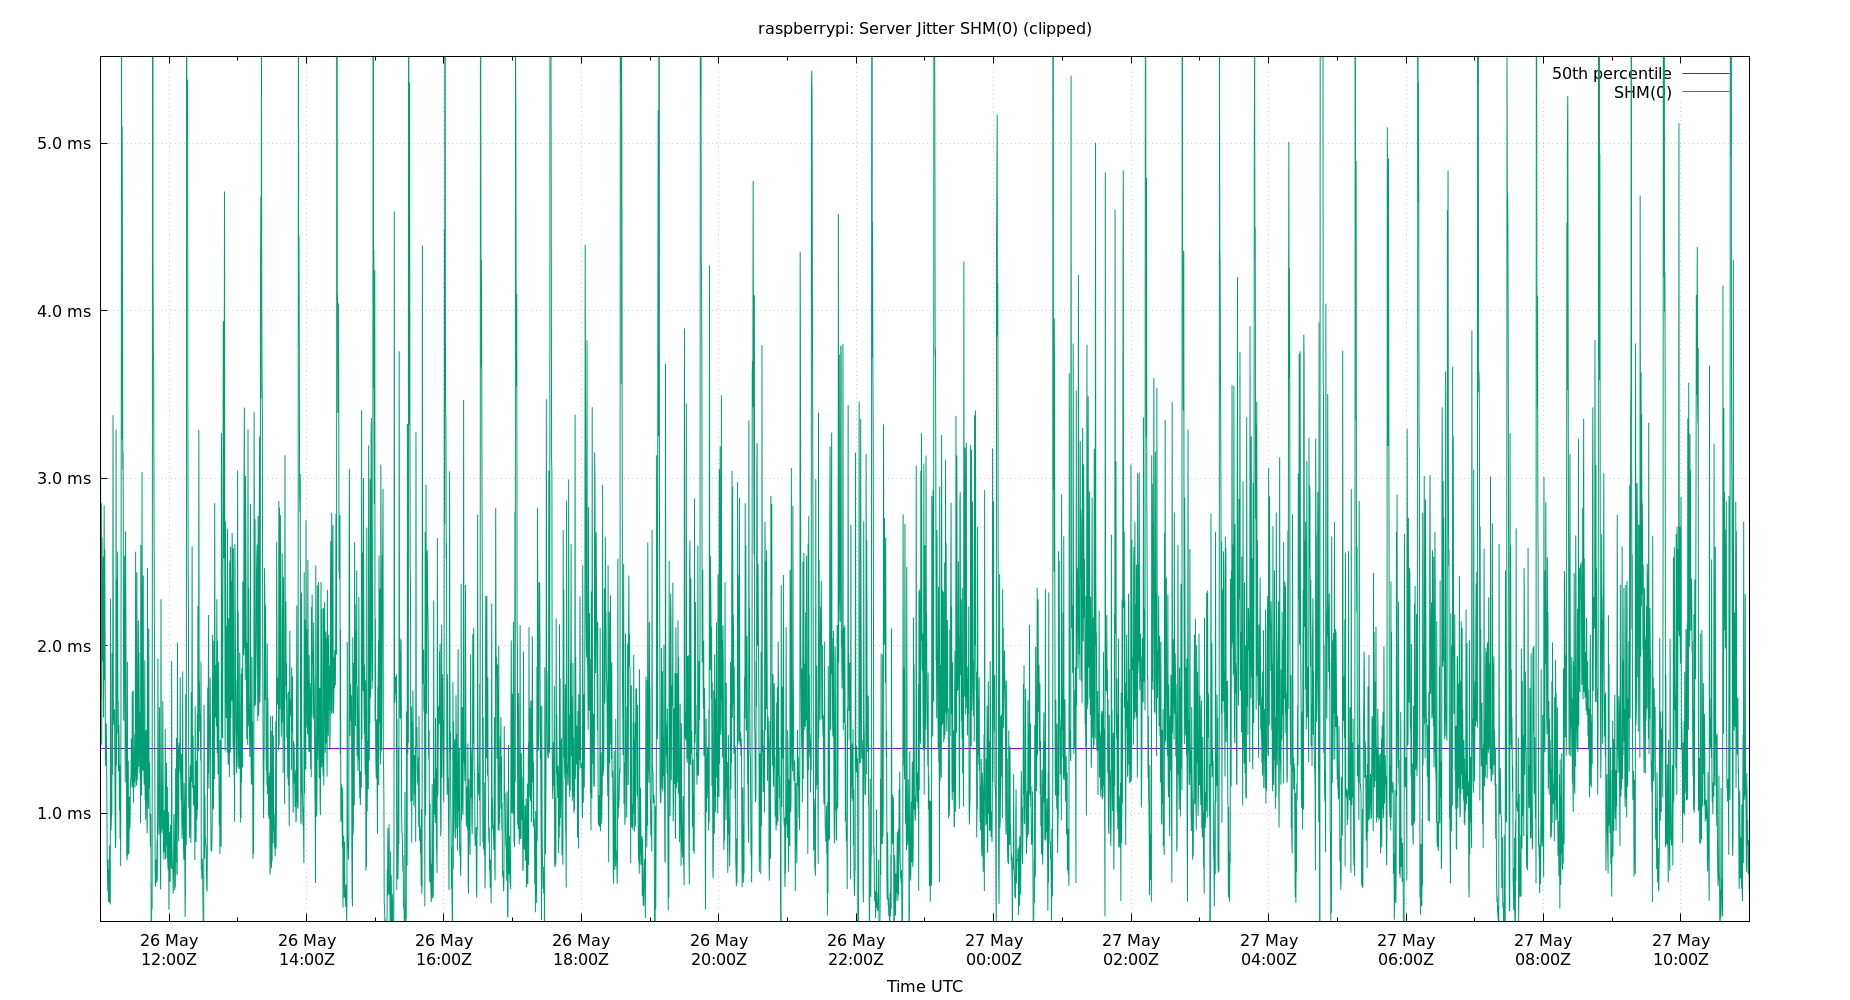 raspberrypi: Server Jitter SHM(0) (clipped)
50th percentile
SHM(0)
5.0 ms
4.0 ms
3.0 ms
2.0 ms
1.0 ms
26 May 26 May 26 May 26 May 26 May 26 May 27 May 27 May 27 May 27 May 27 May 27 May
12:00Z 14:00Z 16:00Z 18:00Z 20:00Z 22:00Z 00:00Z 02:00Z 04:00Z 06:00Z 08:00Z 10:00Z
Time UTC